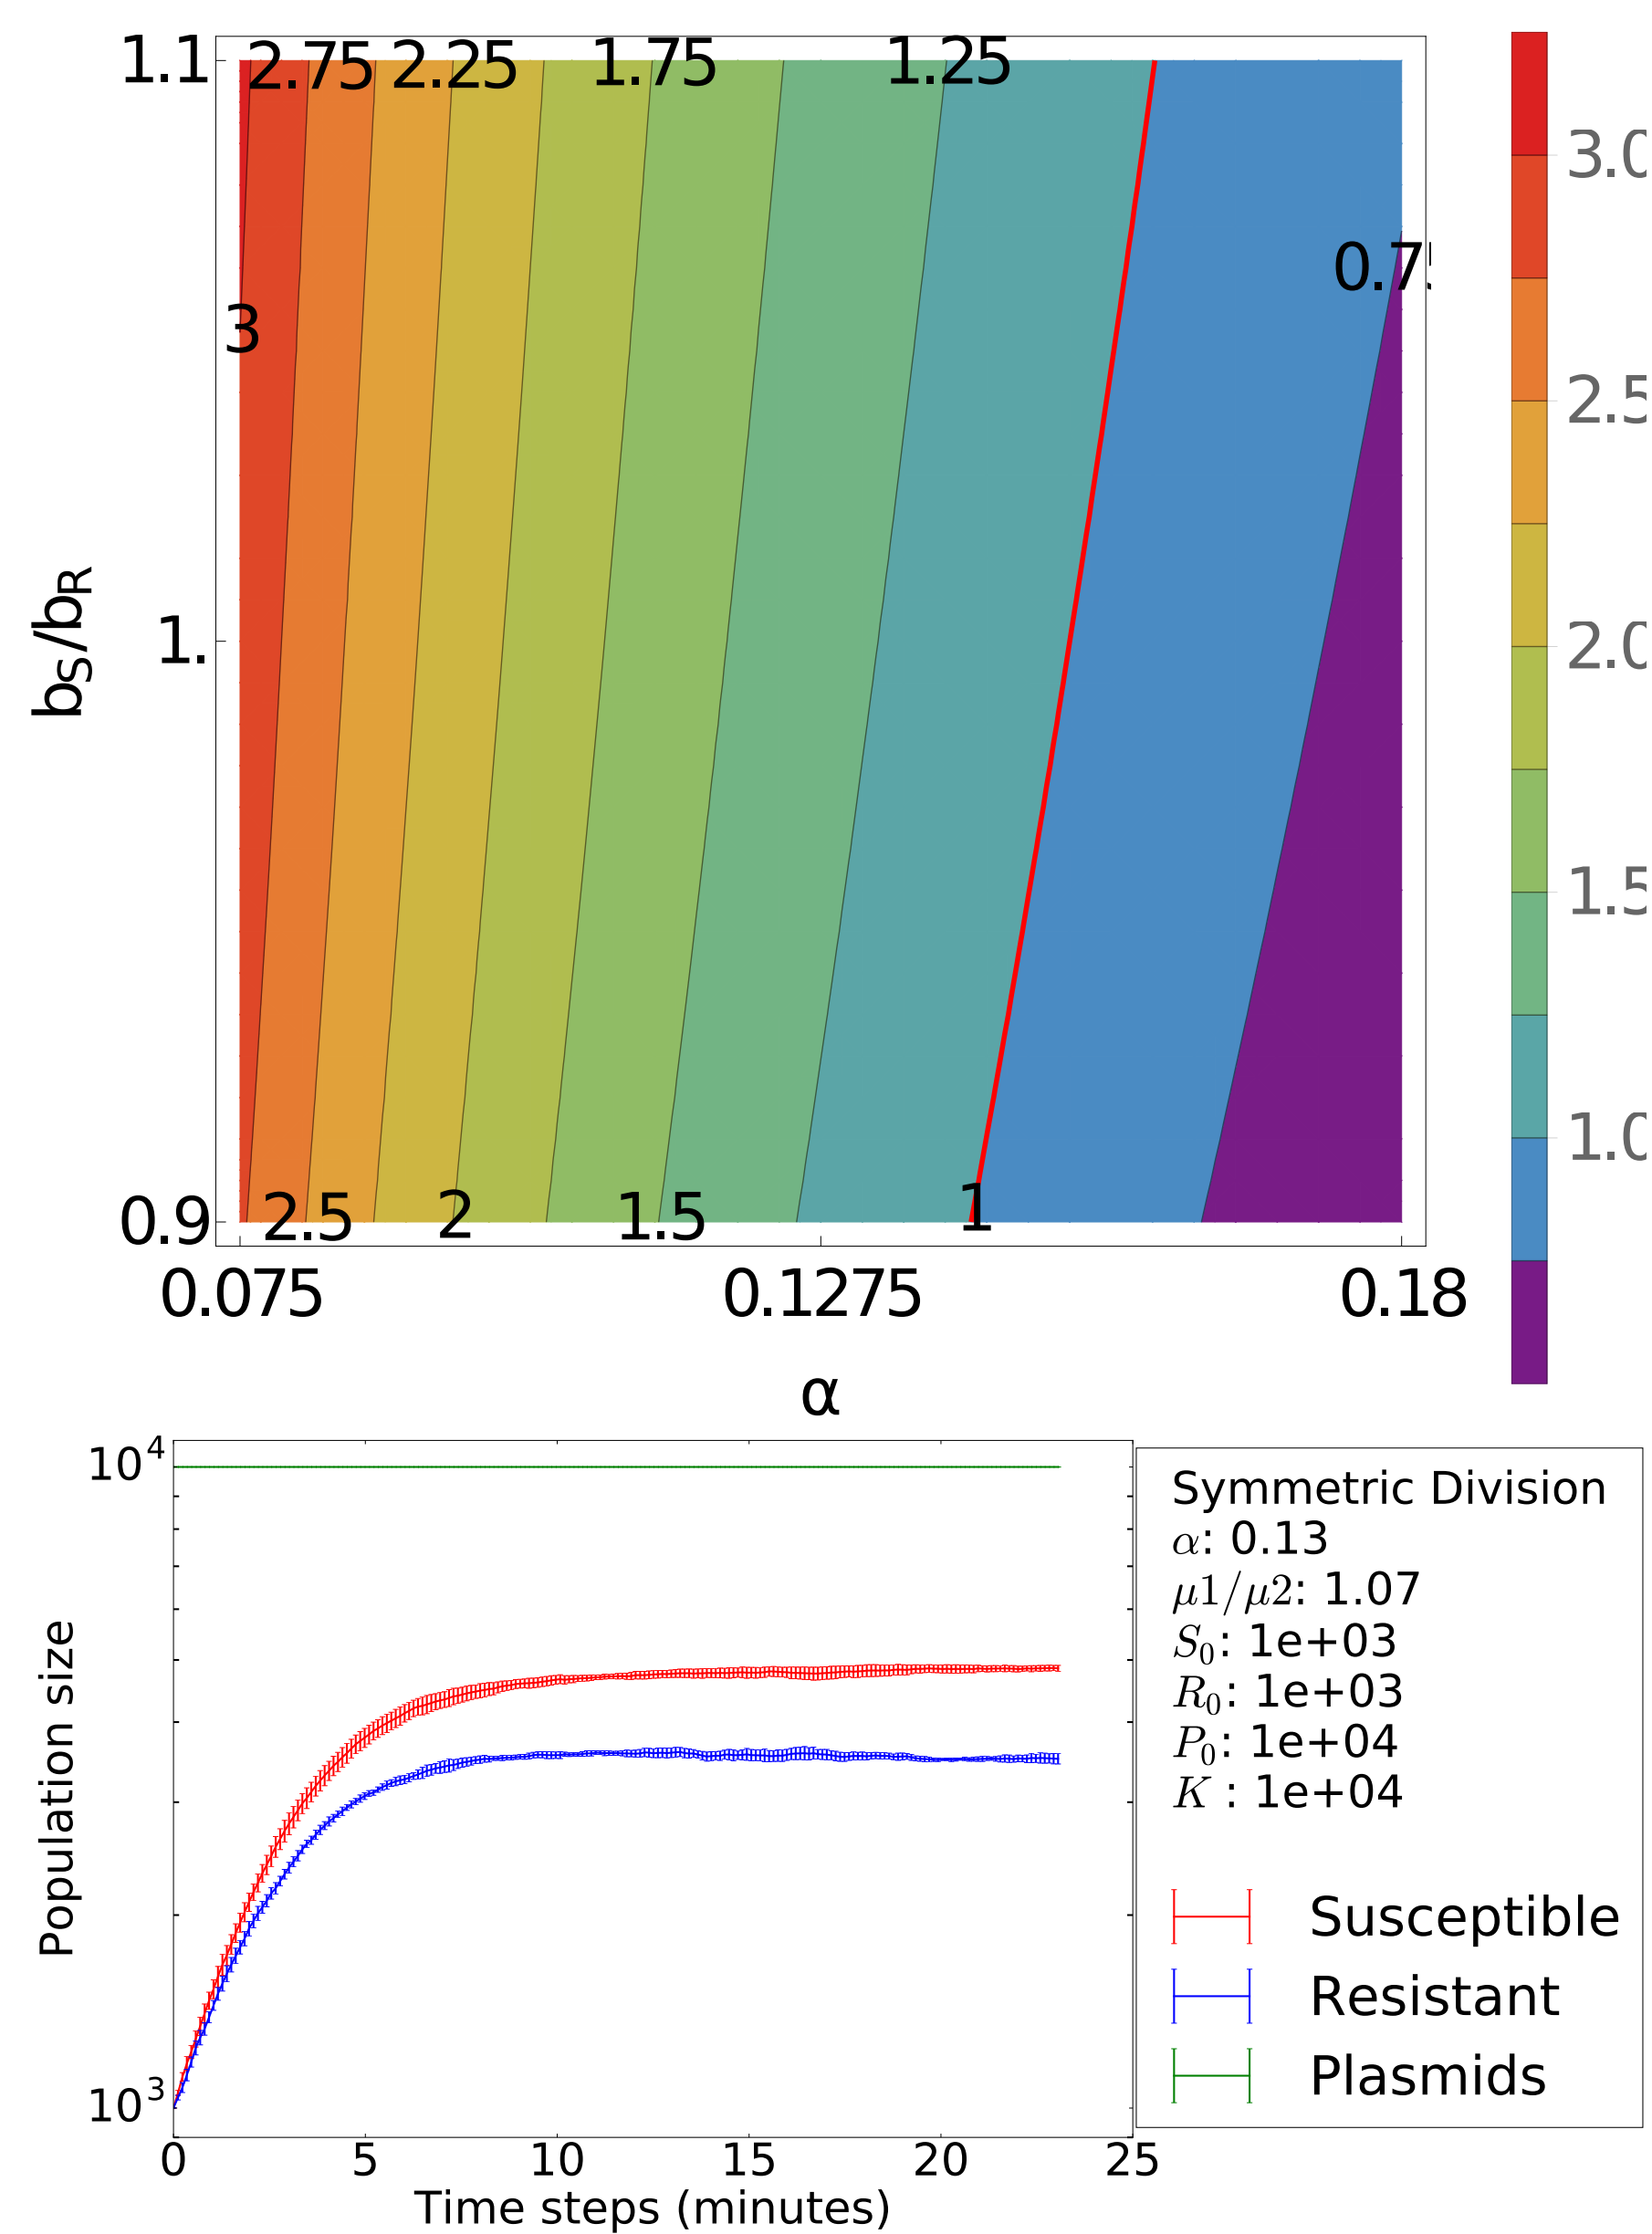 1.1
2.75 2.25 1.75 1.25
3.0
0.7
3
2.5
bS/bR
1.
2.0
1.5
1.0
0.9
2.5 2 1.5 1
0.075 0.1275 0.18
α
10^4
Population size
10^3
0 5 10 15 20 25
Time steps (minutes)
Symmetric Division
α: 0.13
μ1/μ2: 1.07
S₀: 1e+03
R₀: 1e+03
P₀: 1e+04
K : 1e+04
Susceptible
Resistant
Plasmids